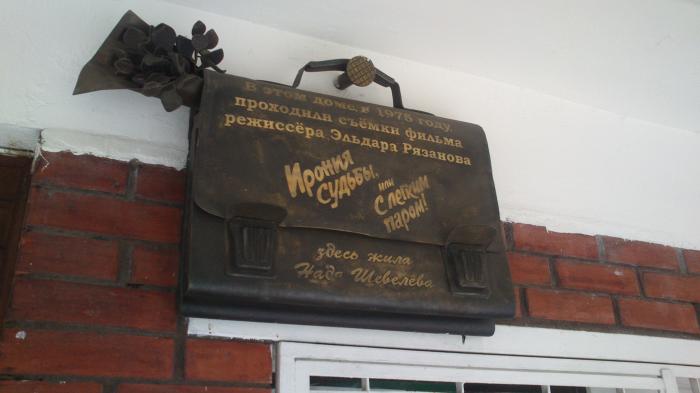 В этом доме, в 1975 году,
проходили съёмки фильма
режиссёра Эльдара Рязанова
Ирония
судьбы,
или
С легким
паром!
здесь жила
Надя Шевелёва